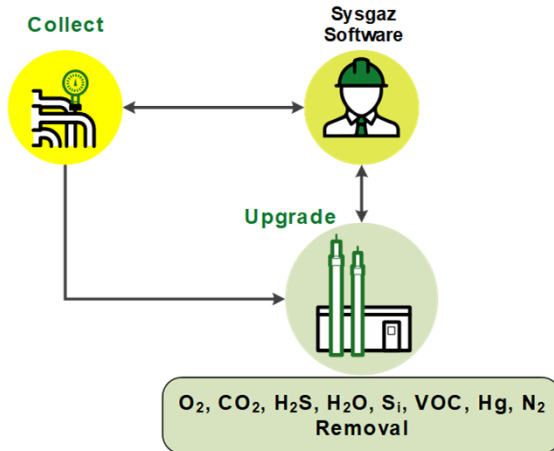 Collect
Sysgaz
Software
Upgrade
O₂, CO₂, H₂S, H₂O, Sᵢ, VOC, Hg, N₂
Removal